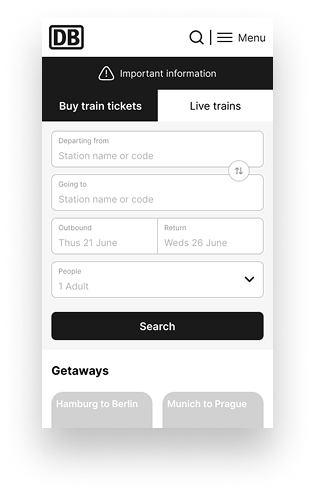 DB
Menu
Important information
Buy train tickets
Live trains
Departing from
Station name or code
Going to
Station name or code
Outbound
Thus 21 June
Return
Weds 26 June
People
1 Adult
Search
Getaways
Hamburg to Berlin
Munich to Prague